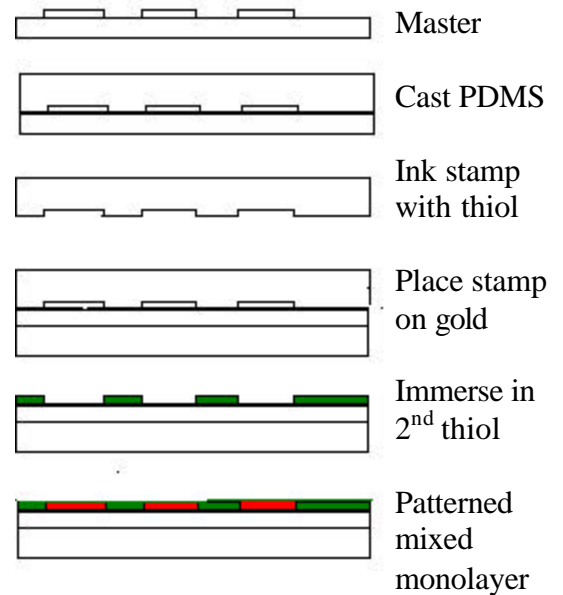 Master
Cast PDMS
Ink stamp
with thiol
Place stamp
on gold
Immerse in
2nd thiol
Patterned
mixed
monolayer